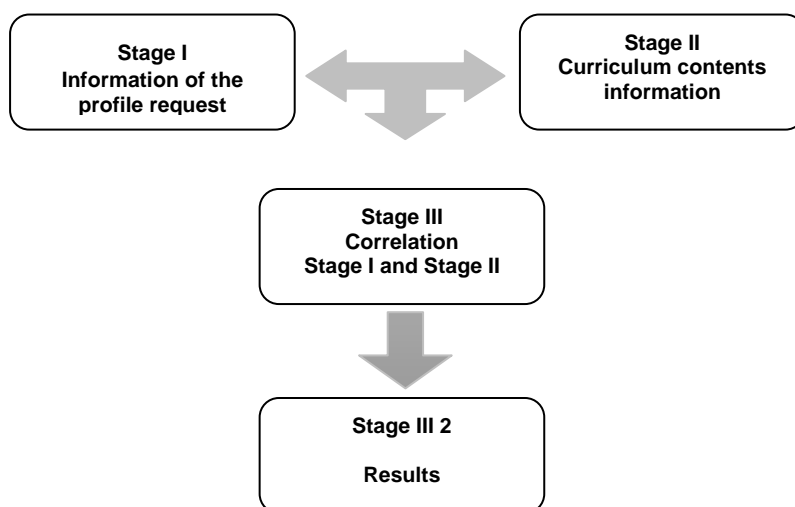 Stage I
Information of the
profile request
Stage II
Curriculum contents
information
Stage III
Correlation
Stage I and Stage II
Stage III 2
Results